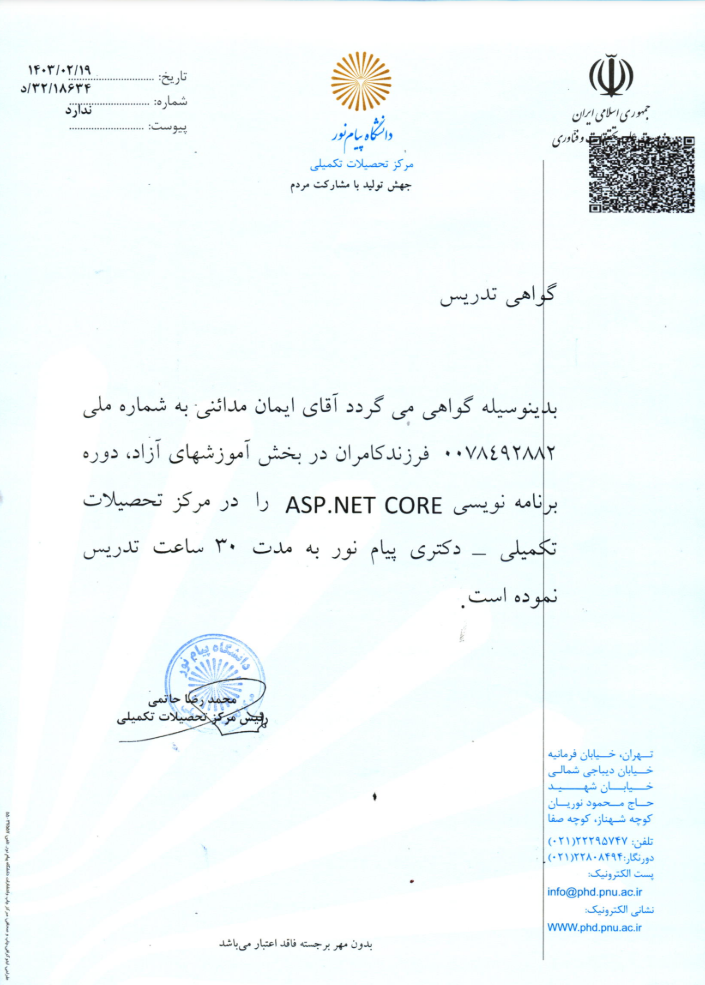 جمهوری اسلامی ایران
و فناوری
دانشگاه پیام نور
مرکز تحصیلات تکمیلی
جهش تولید با مشارکت مردم
تاریخ: ۱۴۰۳/۰۲/۱۹
شماره: د/۳۲/۱۸۶۳۴
پیوست: ندارد
گواهی تدریس
بدینوسیله گواهی می گردد آقای ایمان مدائنی به شماره ملی
۰۰۷۸٤۹۲۸۸۲ فرزندکامران در بخش آموزشهای آزاد، دوره
برنامه نویسی ASP.NET CORE را در مرکز تحصیلات
تکمیلی – دکتری پیام نور به مدت ۳۰ ساعت تدریس
نموده است.
دانشگاه پیام نور
محمد رضا حاتمی
رئیس مرکز تحصیلات تکمیلی
تهران، خیابان فرمانیه
خیابان دیباجی شمالی
خیابان شهید
حاج محمود نوریان
کوچه شهناز، کوچه صفا
تلفن: ۲۲۲۹۵۷۴۷(۰۲۱)
دورنگار:۲۲۸۰۸۴۹۴(۰۲۱)
پست الکترونیک:
info@phd.pnu.ac.ir
نشانی الکترونیک:
WWW.phd.pnu.ac.ir
بدون مهر برجسته فاقد اعتبار می‌باشد